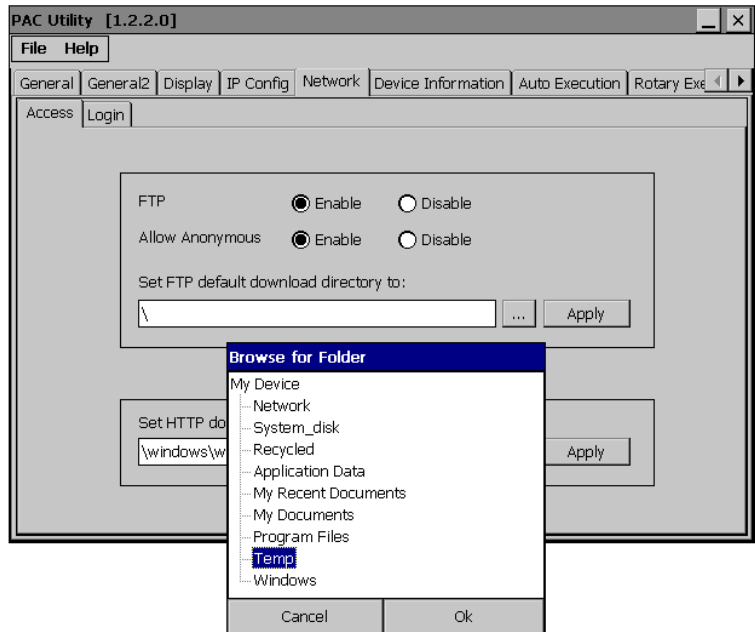 PAC Utility [1.2.2.0]
File Help
General General2 Display IP Config Network Device Information Auto Execution Rotary Exe
Access Login
FTP Enable Disable
Allow Anonymous Enable Disable
Set FTP default download directory to:
\ ... Apply
Browse for Folder
My Device
Network
System_disk
Recycled
Application Data
My Recent Documents
My Documents
Program Files
Temp
Windows
Cancel Ok
Set HTTP do
\windows\w Apply